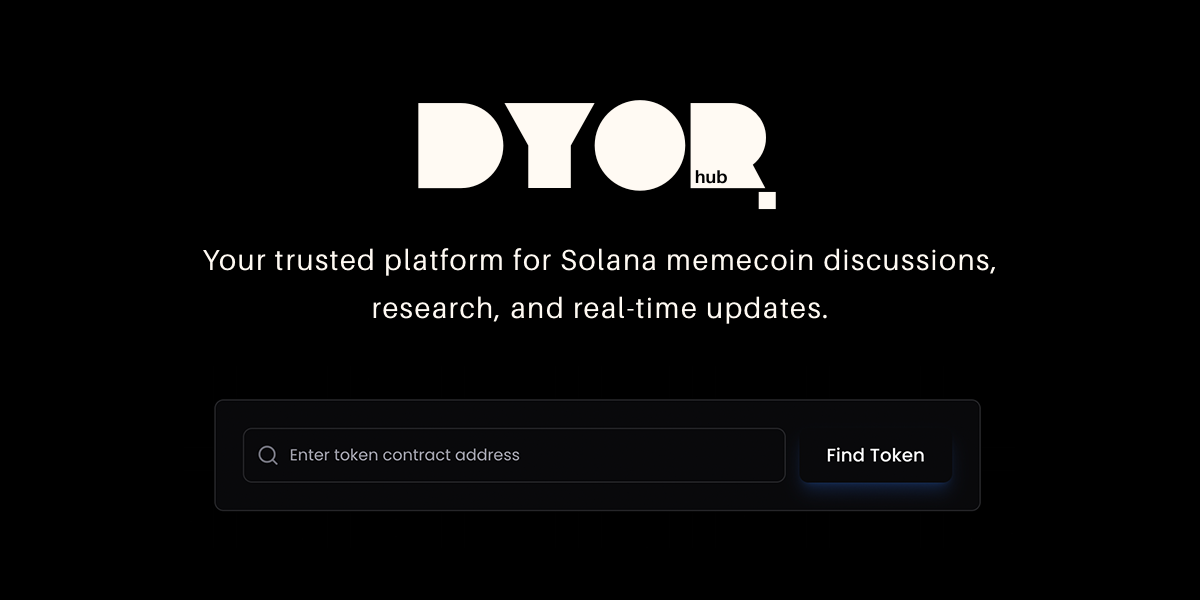 DYOR
hub
Your trusted platform for Solana memecoin discussions,
research, and real-time updates.
Enter token contract address
Find Token